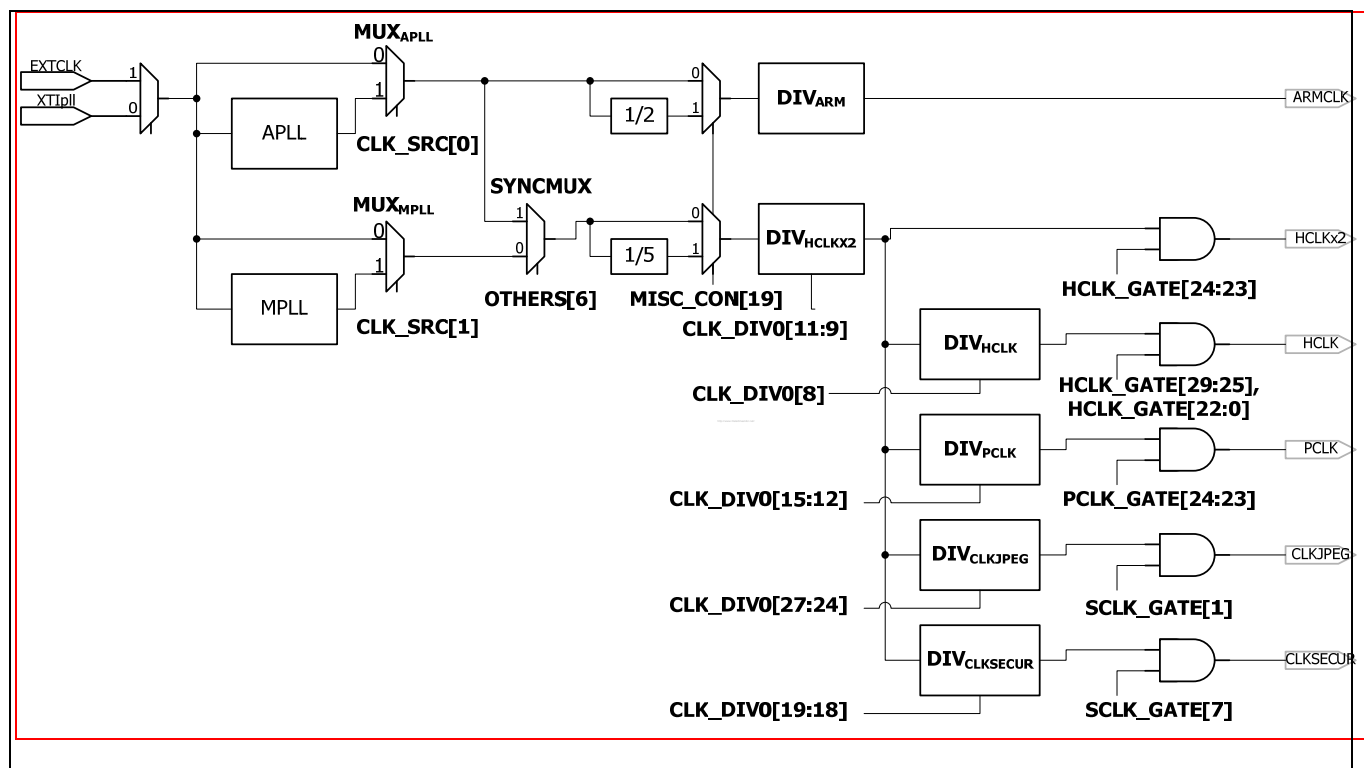 MUXAPLL
EXTCLK
1
0
0
XTIpll
0
1
1/2
1
APLL
CLK_SRC[0]
DIVARM
ARMCLK
SYNCMUX
MUXMPLL
0
1
MPLL
CLK_SRC[1]
1
0
OTHERS[6]
0
1/5
1
MISC_CON[19]
DIVHCLKX2
CLK_DIV0[11:9]
HCLKx2
HCLK_GATE[24:23]
DIVHCLK
HCLK
CLK_DIV0[8]
HCLK_GATE[29:25],
HCLK_GATE[22:0]
DIVPCLK
PCLK
CLK_DIV0[15:12]
PCLK_GATE[24:23]
DIVCLKJPEG
CLKJPEG
CLK_DIV0[27:24]
SCLK_GATE[1]
DIVCLKSECUR
CLKSECUR
CLK_DIV0[19:18]
SCLK_GATE[7]